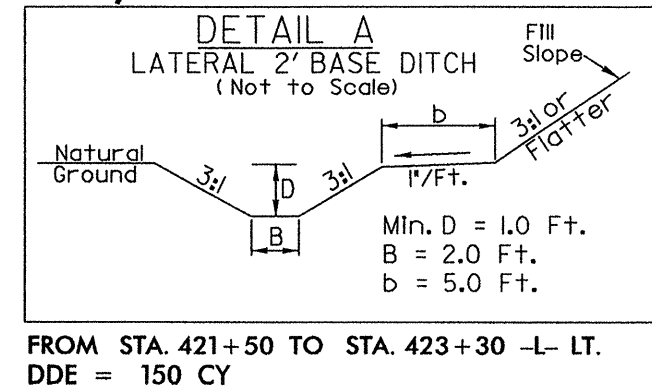 DETAIL A
LATERAL 2' BASE DITCH
(Not to Scale)
Fill
Slope
b
3:1 or
Flatter
Natural
Ground
3:1
D
3:1
1"/Ft.
B
Min. D = 1.0 Ft.
B = 2.0 Ft.
b = 5.0 Ft.
FROM STA. 421+50 TO STA. 423+30 -L- LT.
DDE = 150 CY